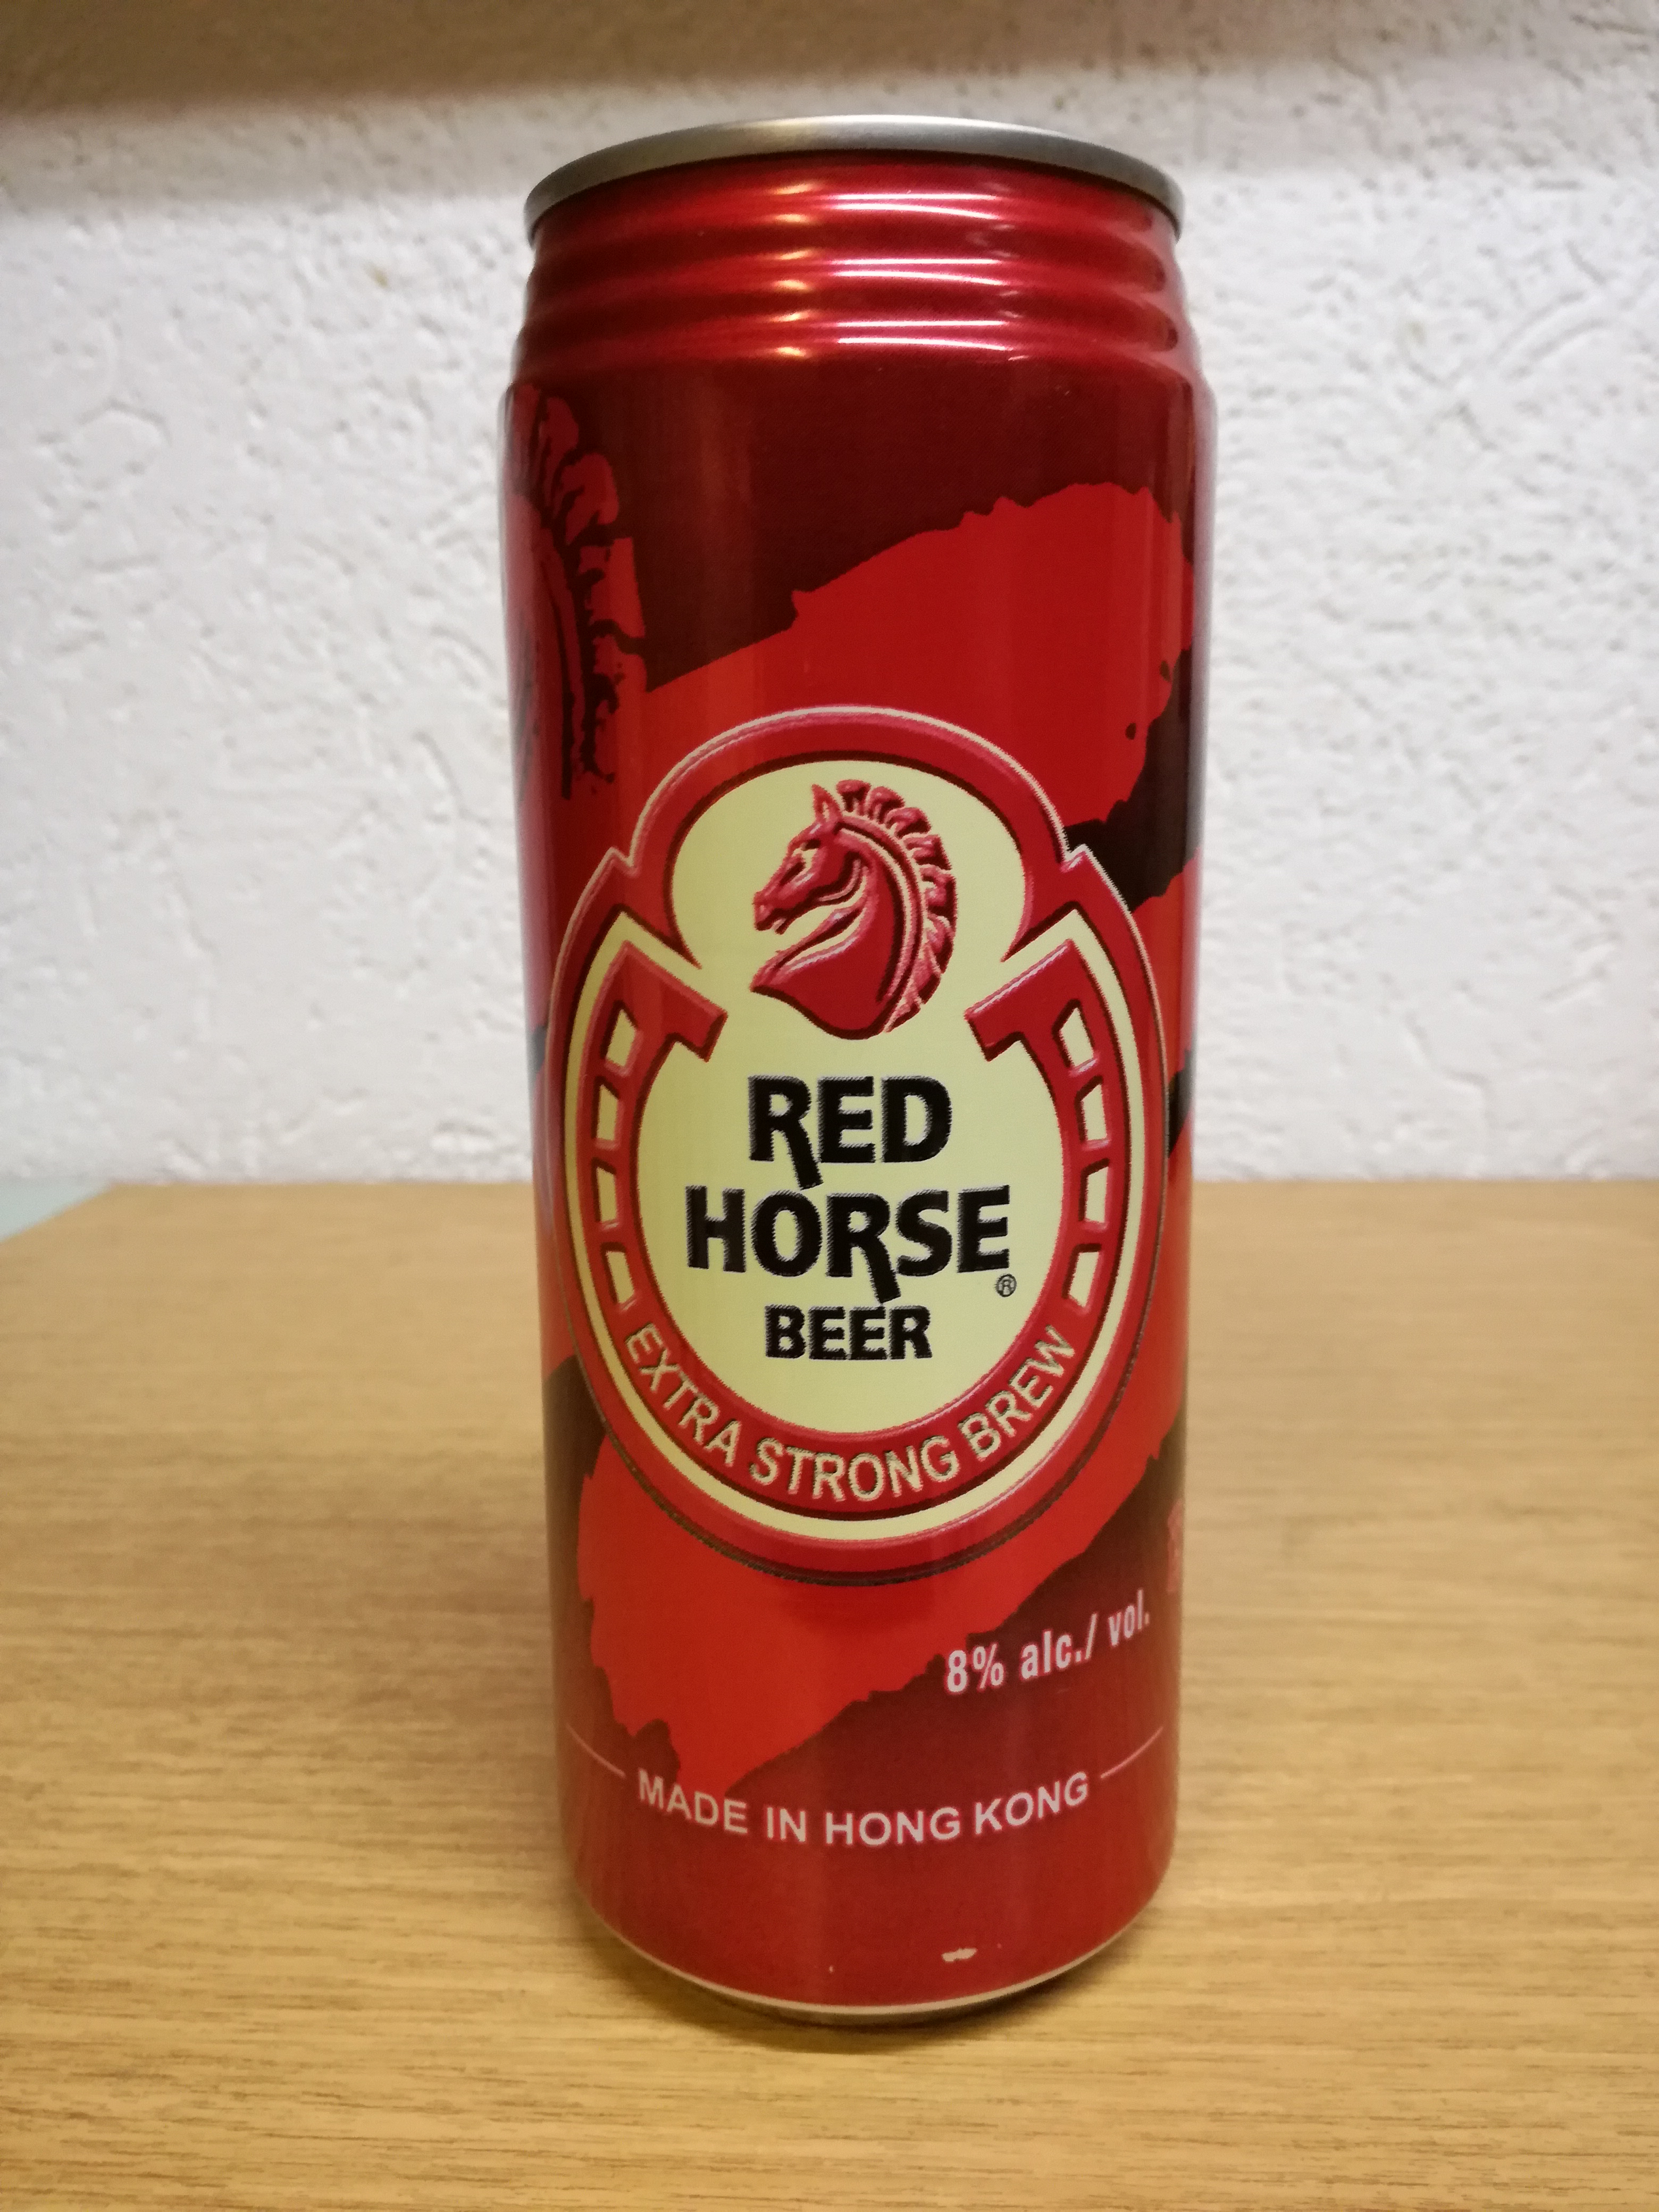 RED
HORSE®
BEER
EXTRA STRONG BREW
8% alc./ vol.
MADE IN HONG KONG